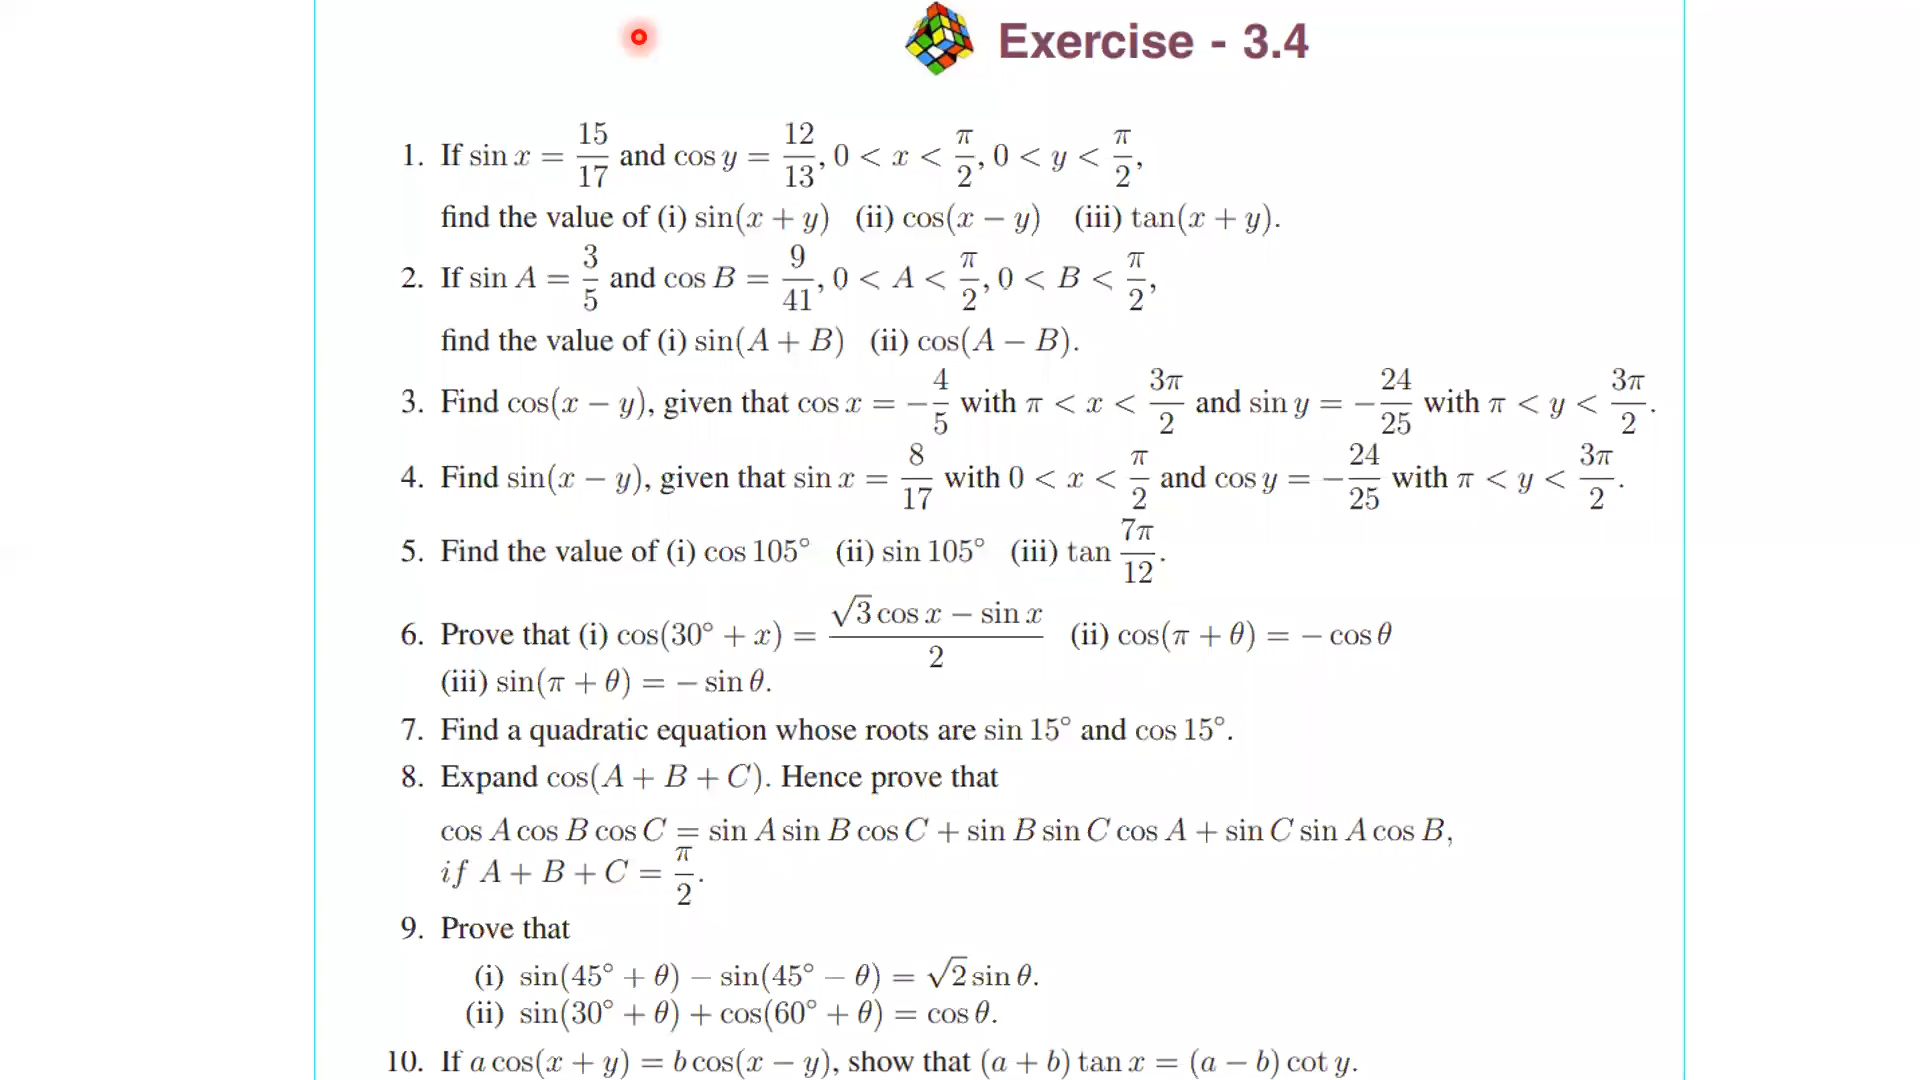 Exercise - 3.4
1. If sin x = 15/17 and cos y = 12/13, 0 < x < π/2, 0 < y < π/2,
find the value of (i) sin(x + y) (ii) cos(x − y) (iii) tan(x + y).
2. If sin A = 3/5 and cos B = 9/41, 0 < A < π/2, 0 < B < π/2,
find the value of (i) sin(A + B) (ii) cos(A − B).
3. Find cos(x − y), given that cos x = −4/5 with π < x < 3π/2 and sin y = −24/25 with π < y < 3π/2.
4. Find sin(x − y), given that sin x = 8/17 with 0 < x < π/2 and cos y = −24/25 with π < y < 3π/2.
5. Find the value of (i) cos 105° (ii) sin 105° (iii) tan 7π/12.
6. Prove that (i) cos(30° + x) = (√3 cos x − sin x)/2 (ii) cos(π + θ) = − cos θ
(iii) sin(π + θ) = − sin θ.
7. Find a quadratic equation whose roots are sin 15° and cos 15°.
8. Expand cos(A + B + C). Hence prove that
cos A cos B cos C = sin A sin B cos C + sin B sin C cos A + sin C sin A cos B,
if A + B + C = π/2.
9. Prove that
(i) sin(45° + θ) − sin(45° − θ) = √2 sin θ.
(ii) sin(30° + θ) + cos(60° + θ) = cos θ.
10. If a cos(x + y) = b cos(x − y), show that (a + b) tan x = (a − b) cot y.